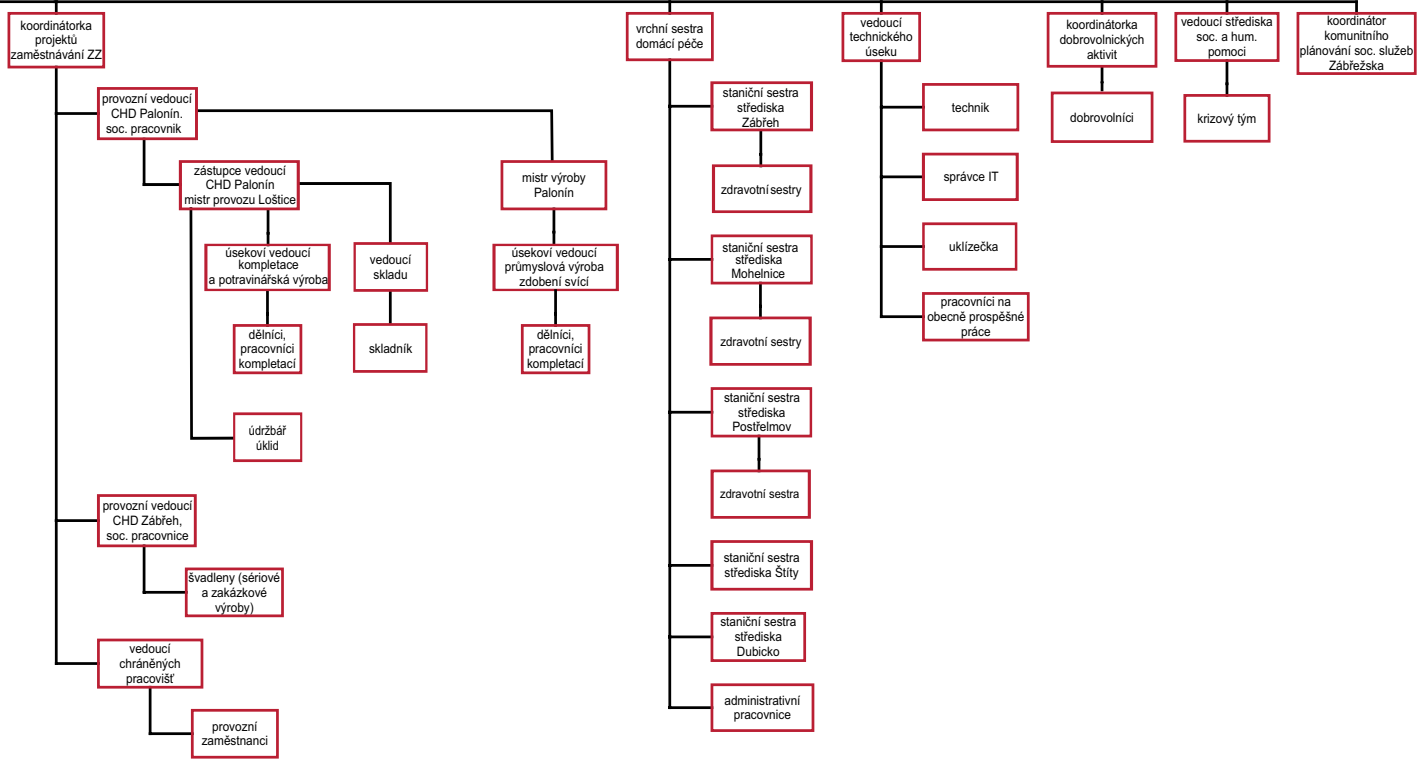 koordinátorka
projektů
zaměstnávání ZZ
provozní vedoucí
CHD Palonín.
soc. pracovnik
zástupce vedoucí
CHD Palonín
mistr provozu Loštice
úsekoví vedoucí
kompletace
a potravinářská výroba
dělníci,
pracovníci
kompletací
vedoucí
skladu
skladník
údržbář
úklid
mistr výroby
Palonín
úsekoví vedoucí
průmyslová výroba
zdobení svící
dělníci,
pracovníci
kompletací
provozní vedoucí
CHD Zábřeh,
soc. pracovnice
švadleny (sériové
a zakázkové
výroby)
vedoucí
chráněných
pracovišť
provozní
zaměstnanci
vrchní sestra
domácí péče
staniční sestra
střediska
Zábřeh
zdravotní sestry
staniční sestra
střediska
Mohelnice
zdravotní sestry
staniční sestra
střediska
Postřelmov
zdravotní sestra
staniční sestra
střediska Štíty
staniční sestra
střediska
Dubicko
administrativní
pracovnice
vedoucí
technického
úseku
technik
správce IT
uklízečka
pracovníci na
obecně prospěšné
práce
koordinátorka
dobrovolnických
aktivit
dobrovolníci
vedoucí střediska
soc. a hum.
pomoci
krizový tým
koordinátor
komunitního
plánování soc. služeb
Zábřežska